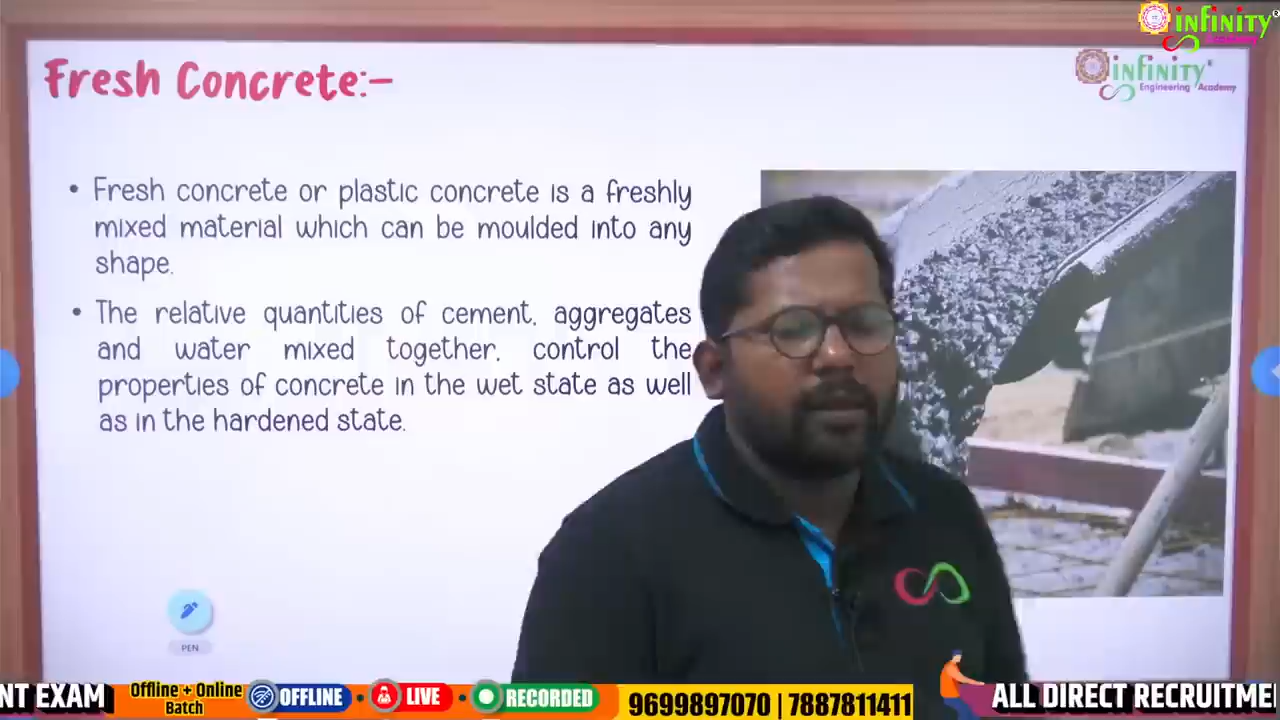 infinity
Academy
Fresh Concrete:-
infinity
Engineering Academy
• Fresh concrete or plastic concrete is a freshly
mixed material which can be moulded into any
shape.
• The relative quantities of cement, aggregates
and water mixed together, control the
properties of concrete in the wet state as well
as in the hardened state.
PEN
NT EXAM
Offline + Online
Batch
OFFLINE
LIVE
RECORDED
9699897070 | 7887811411
ALL DIRECT RECRUITME